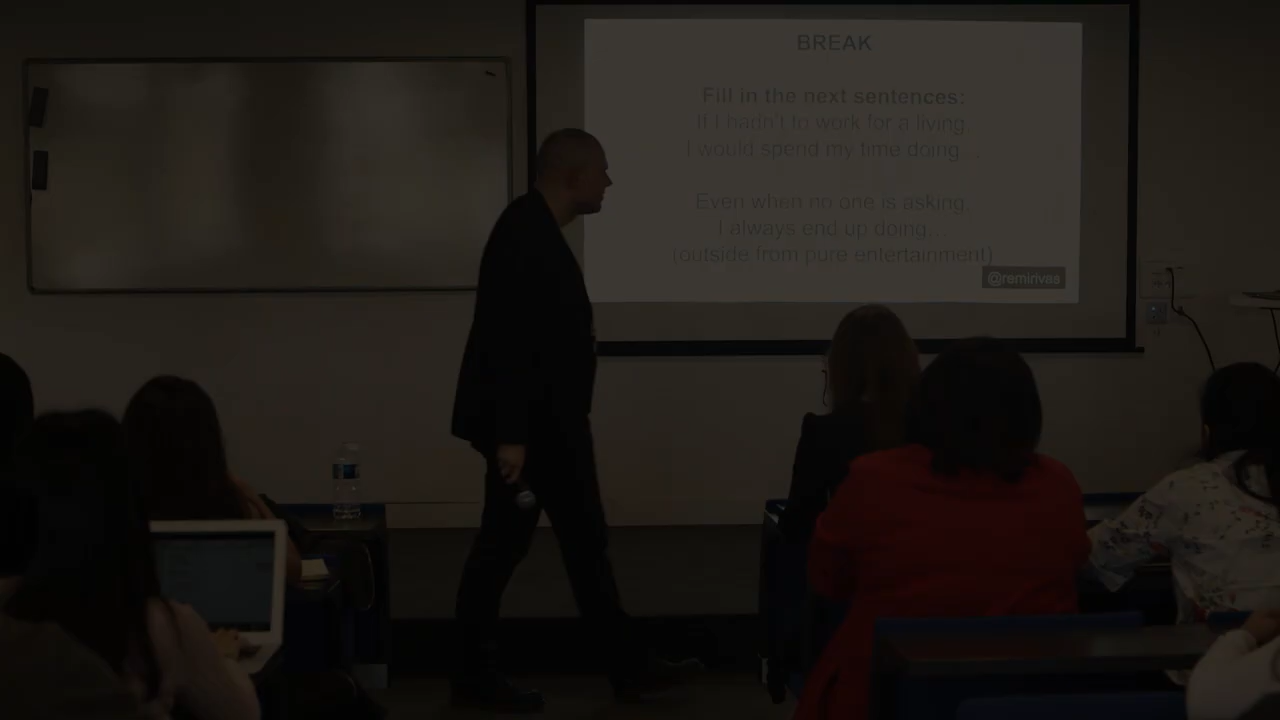 BREAK
Fill in the next sentences:
If I hadn't to work for a living,
I would spend my time doing...
Even when no one is asking,
I always end up doing...
(outside from pure entertainment)
@remirivas